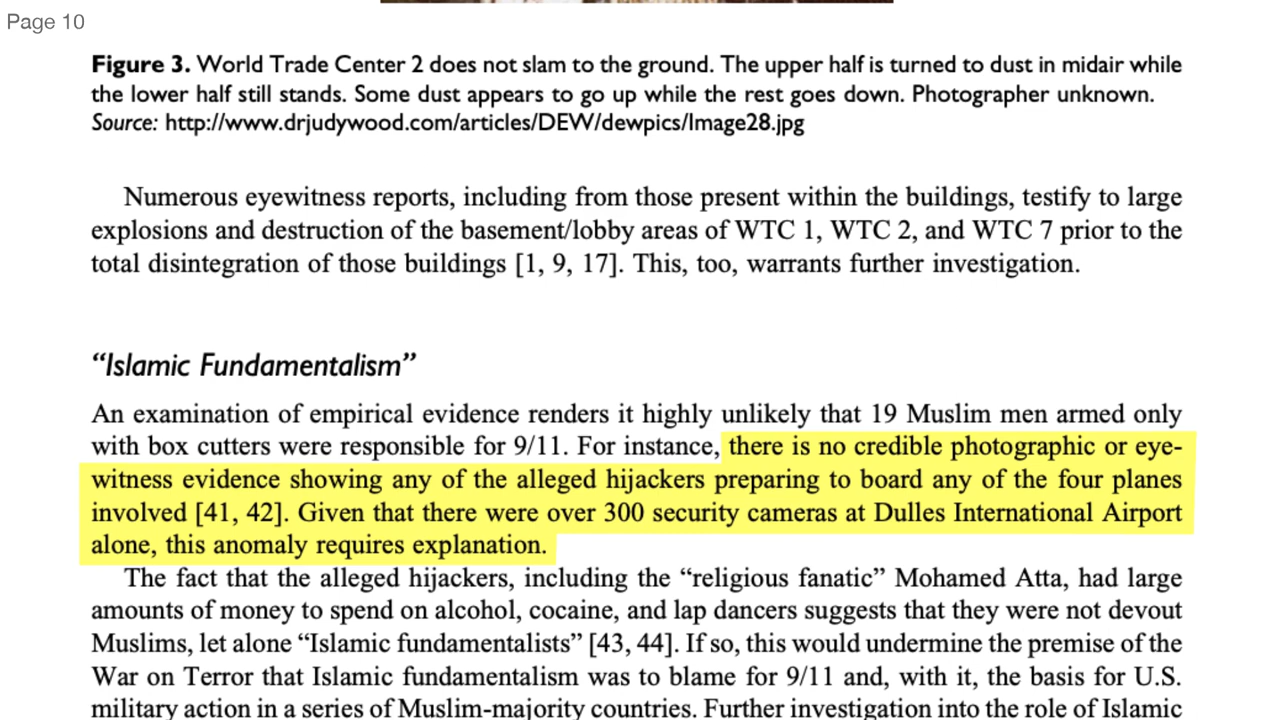 Page 10
Figure 3. World Trade Center 2 does not slam to the ground. The upper half is turned to dust in midair while
the lower half still stands. Some dust appears to go up while the rest goes down. Photographer unknown.
Source: http://www.drjudywood.com/articles/DEW/dewpics/Image28.jpg
Numerous eyewitness reports, including from those present within the buildings, testify to large
explosions and destruction of the basement/lobby areas of WTC 1, WTC 2, and WTC 7 prior to the
total disintegration of those buildings [1, 9, 17]. This, too, warrants further investigation.
“Islamic Fundamentalism”
An examination of empirical evidence renders it highly unlikely that 19 Muslim men armed only
with box cutters were responsible for 9/11. For instance, there is no credible photographic or eye-
witness evidence showing any of the alleged hijackers preparing to board any of the four planes
involved [41, 42]. Given that there were over 300 security cameras at Dulles International Airport
alone, this anomaly requires explanation.
The fact that the alleged hijackers, including the “religious fanatic” Mohamed Atta, had large
amounts of money to spend on alcohol, cocaine, and lap dancers suggests that they were not devout
Muslims, let alone “Islamic fundamentalists” [43, 44]. If so, this would undermine the premise of the
War on Terror that Islamic fundamentalism was to blame for 9/11 and, with it, the basis for U.S.
military action in a series of Muslim-majority countries. Further investigation into the role of Islamic